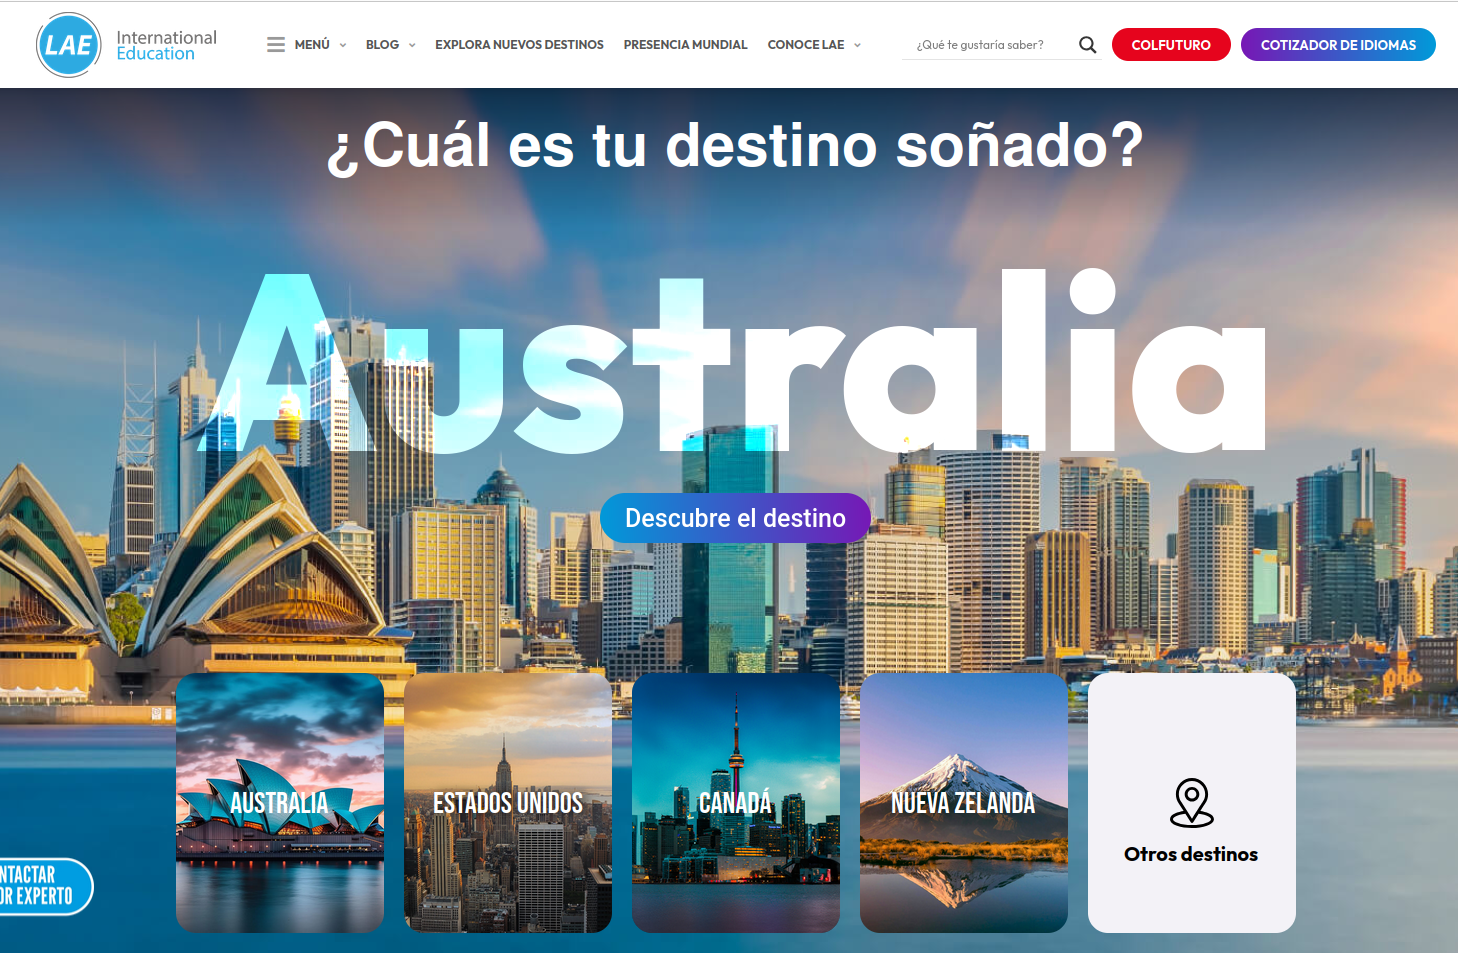 LAE
International
Education
MENÚ
BLOG
EXPLORA NUEVOS DESTINOS
PRESENCIA MUNDIAL
CONOCE LAE
¿Qué te gustaría saber?
COLFUTURO
COTIZADOR DE IDIOMAS
¿Cuál es tu destino soñado?
Australia
Descubre el destino
AUSTRALIA
ESTADOS UNIDOS
CANADÁ
NUEVA ZELANDA
Otros destinos
NTACTAR
OR EXPERTO